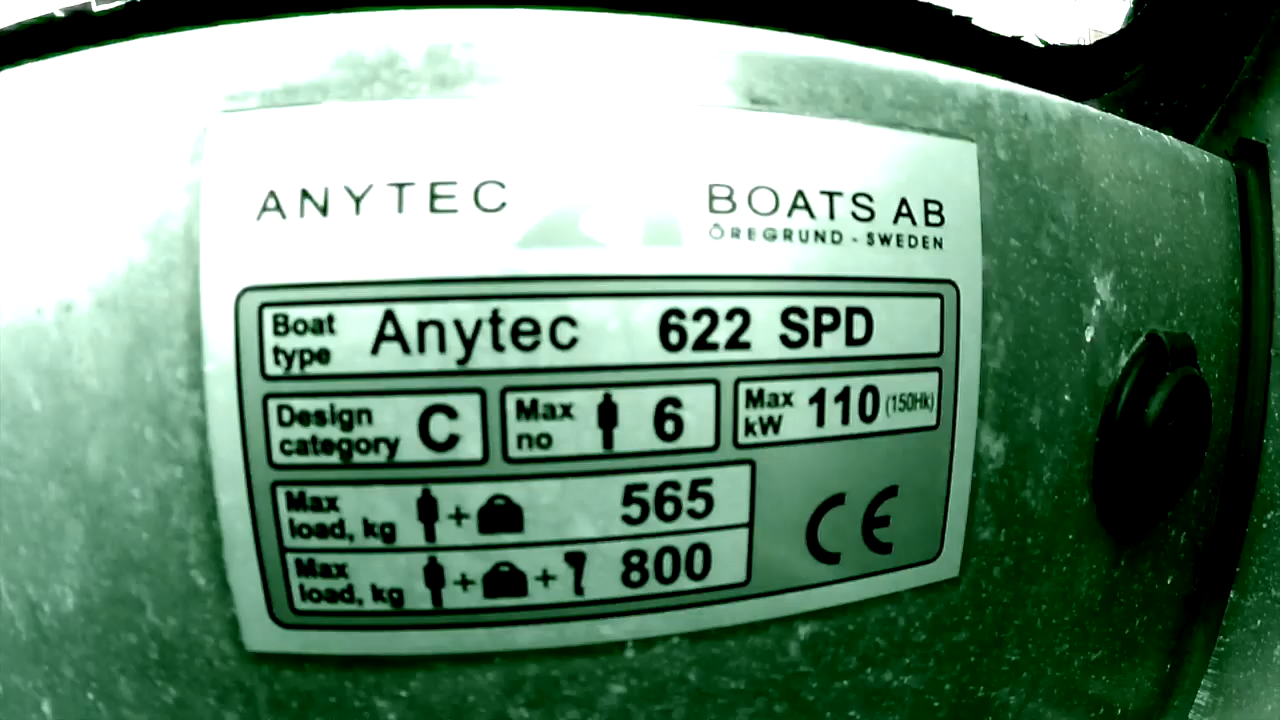 ANYTEC BOATS AB
ÖREGRUND - SWEDEN
Boat type Anytec 622 SPD
Design category C
Max no 6
Max kW 110 (150Hk)
Max load, kg + 565
Max load, kg + + 800
CE